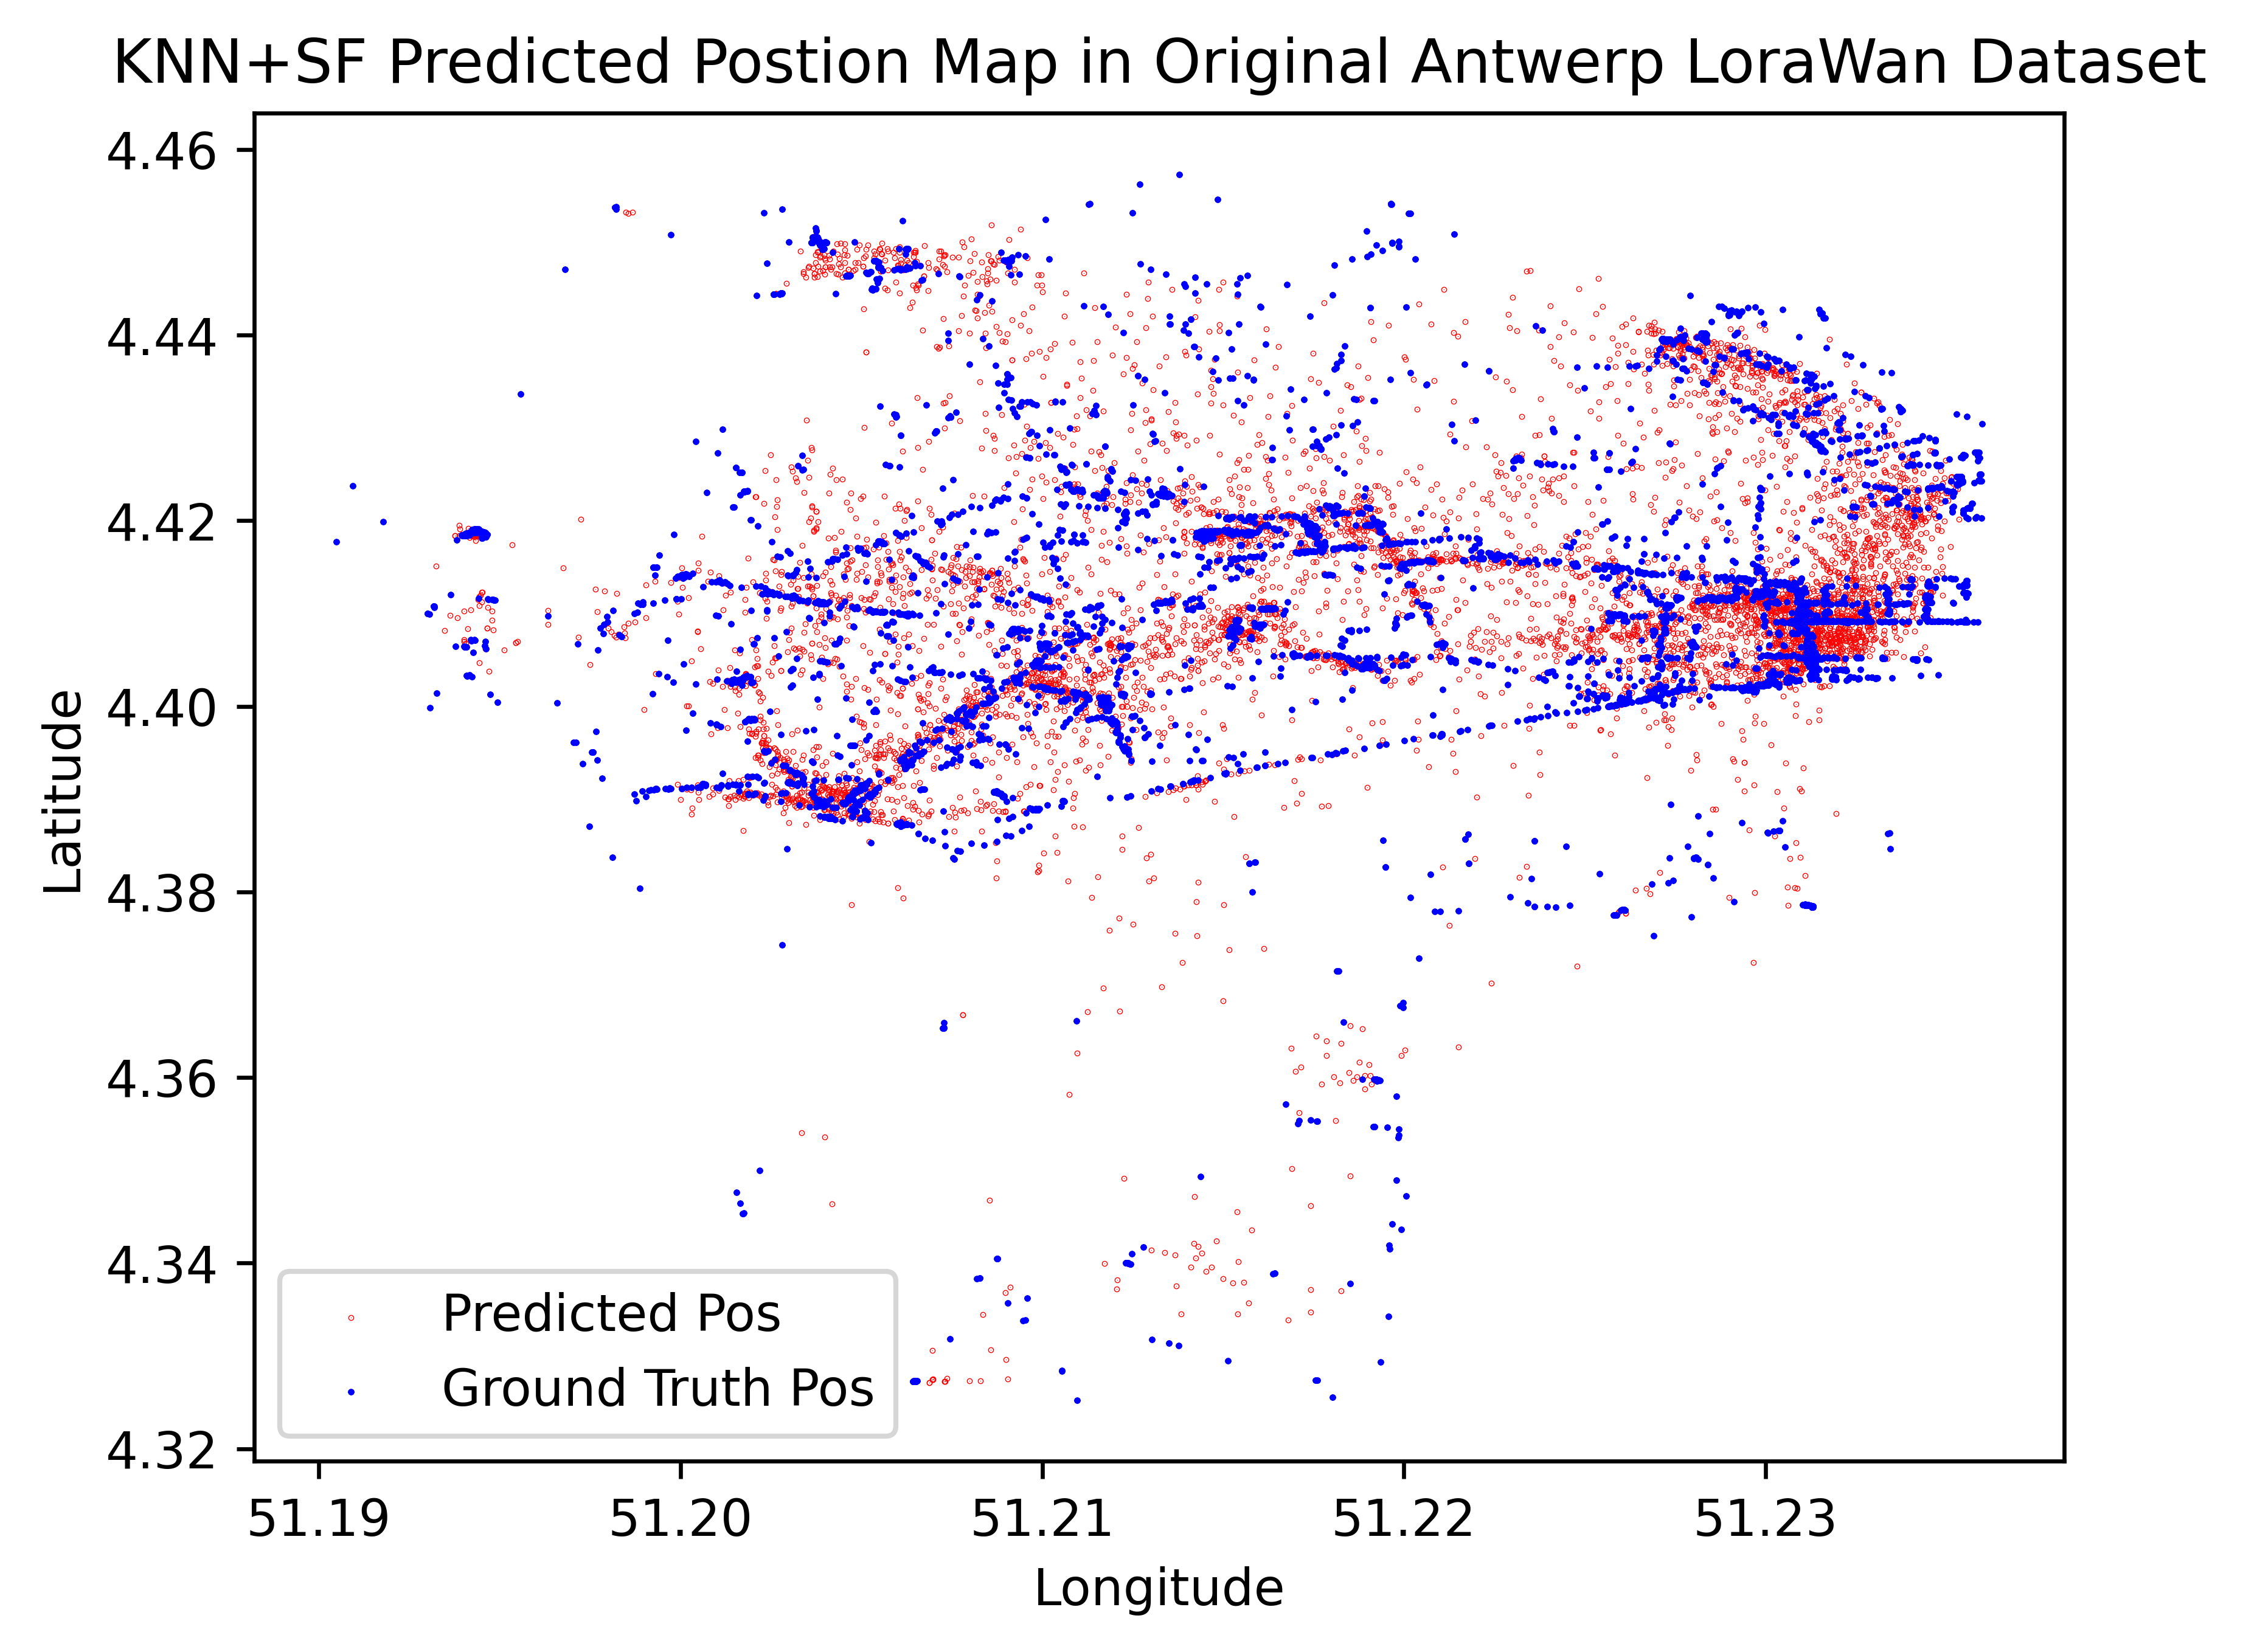 KNN+SF Predicted Postion Map in Original Antwerp LoraWan Dataset
4.46
4.44
4.42
4.40
4.38
4.36
4.34
4.32
Latitude
Predicted Pos
Ground Truth Pos
51.19 51.20 51.21 51.22 51.23
Longitude